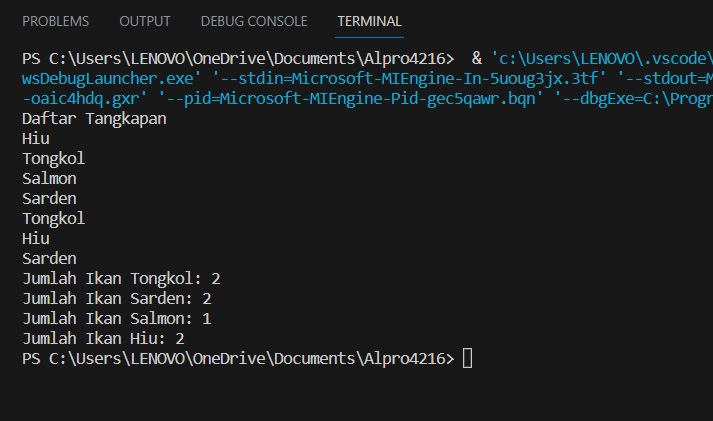 PROBLEMS OUTPUT DEBUG CONSOLE TERMINAL
PS C:\Users\LENOVO\OneDrive\Documents\Alpro4216>  & 'c:\Users\LENOVO\.vscode\
wsDebugLauncher.exe' '--stdin=Microsoft-MIEngine-In-5uoug3jx.3tf' '--stdout=M
-oaic4hdq.gxr' '--pid=Microsoft-MIEngine-Pid-gec5qawr.bqn' '--dbgExe=C:\Progr
Daftar Tangkapan
Hiu
Tongkol
Salmon
Sarden
Tongkol
Hiu
Sarden
Jumlah Ikan Tongkol: 2
Jumlah Ikan Sarden: 2
Jumlah Ikan Salmon: 1
Jumlah Ikan Hiu: 2
PS C:\Users\LENOVO\OneDrive\Documents\Alpro4216>